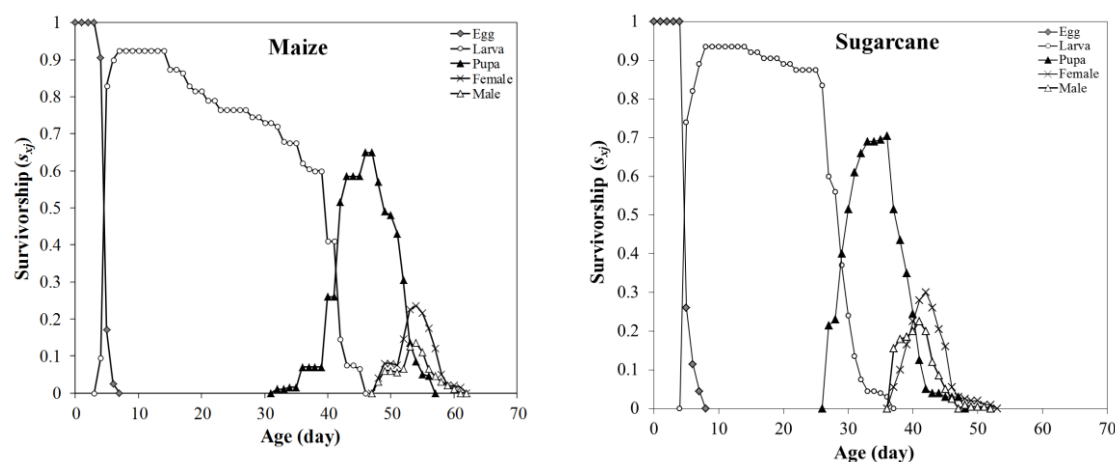 Maize
Egg
Larva
Pupa
Female
Male
Survivorship (sxj)
1
0.9
0.8
0.7
0.6
0.5
0.4
0.3
0.2
0.1
0
0 10 20 30 40 50 60 70
Age (day)
Sugarcane
Egg
Larva
Pupa
Female
Male
Survivorship (sxj)
1
0.9
0.8
0.7
0.6
0.5
0.4
0.3
0.2
0.1
0
0 10 20 30 40 50 60 70
Age (day)